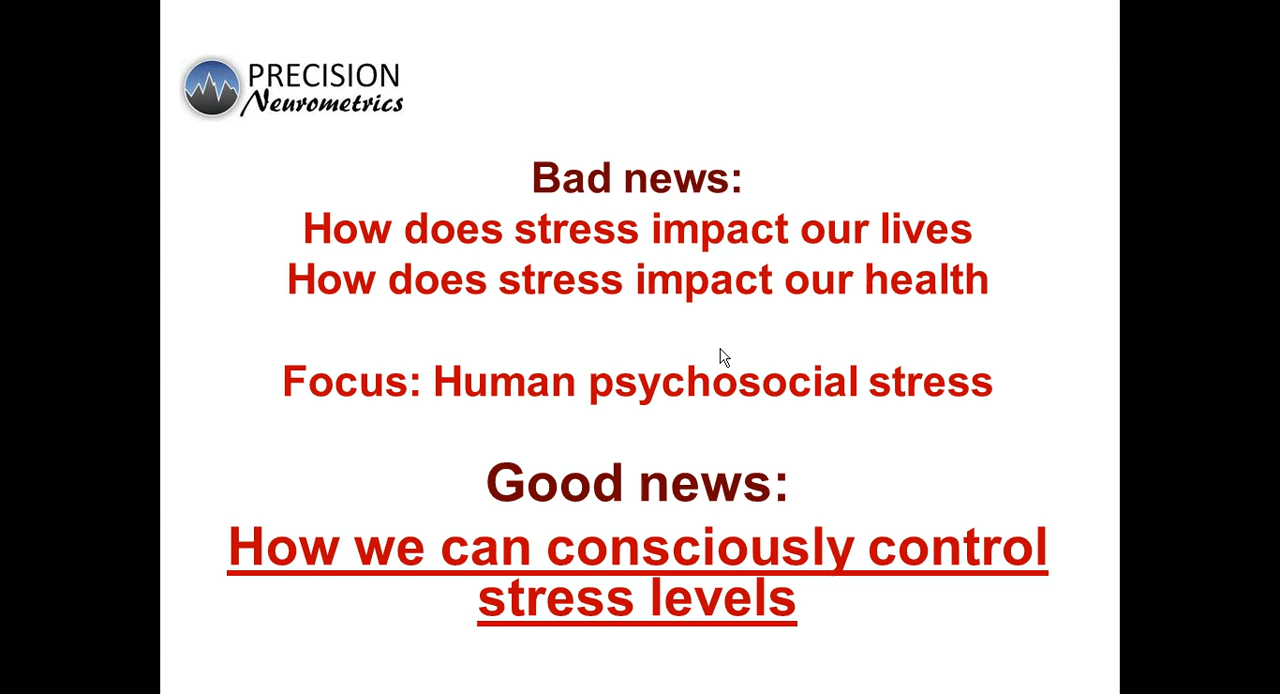 PRECISION
Neurometrics
Bad news:
How does stress impact our lives
How does stress impact our health
Focus: Human psychosocial stress
Good news:
How we can consciously control
stress levels